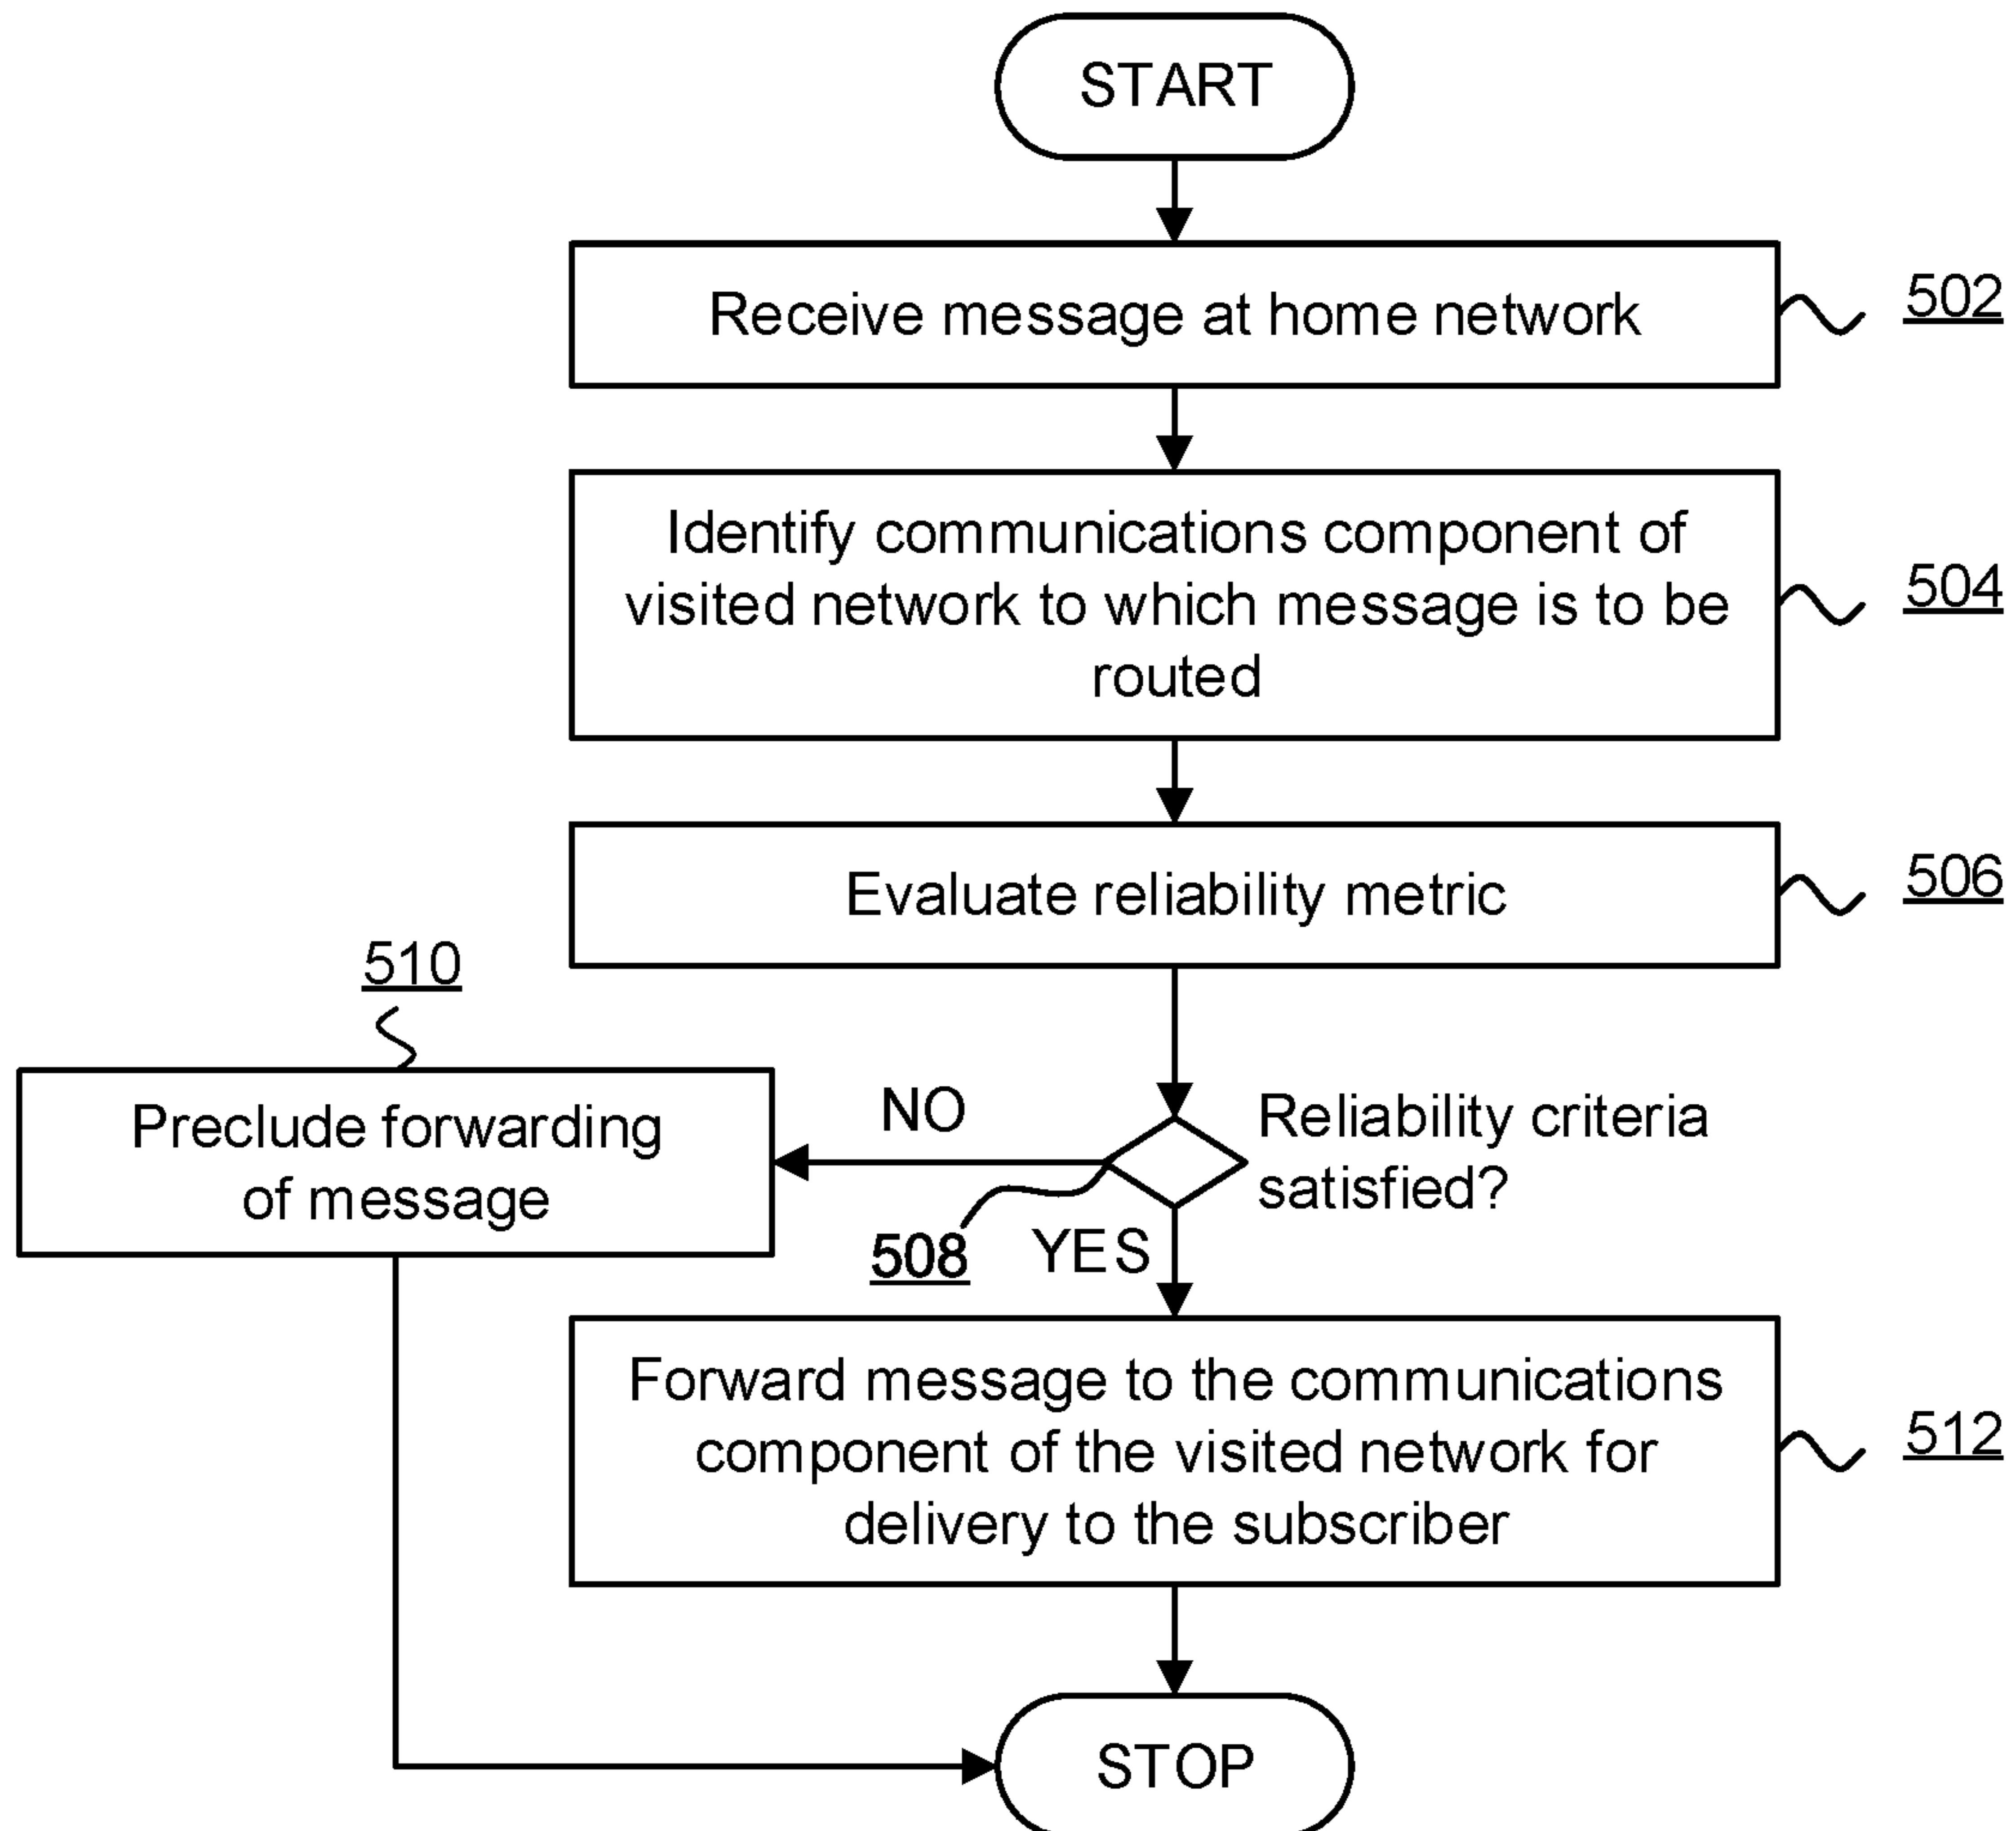 START
Receive message at home network
502
Identify communications component of
visited network to which message is to be
routed
504
Evaluate reliability metric
506
510
Preclude forwarding
of message
NO
Reliability criteria
satisfied?
508
YES
Forward message to the communications
component of the visited network for
delivery to the subscriber
512
STOP